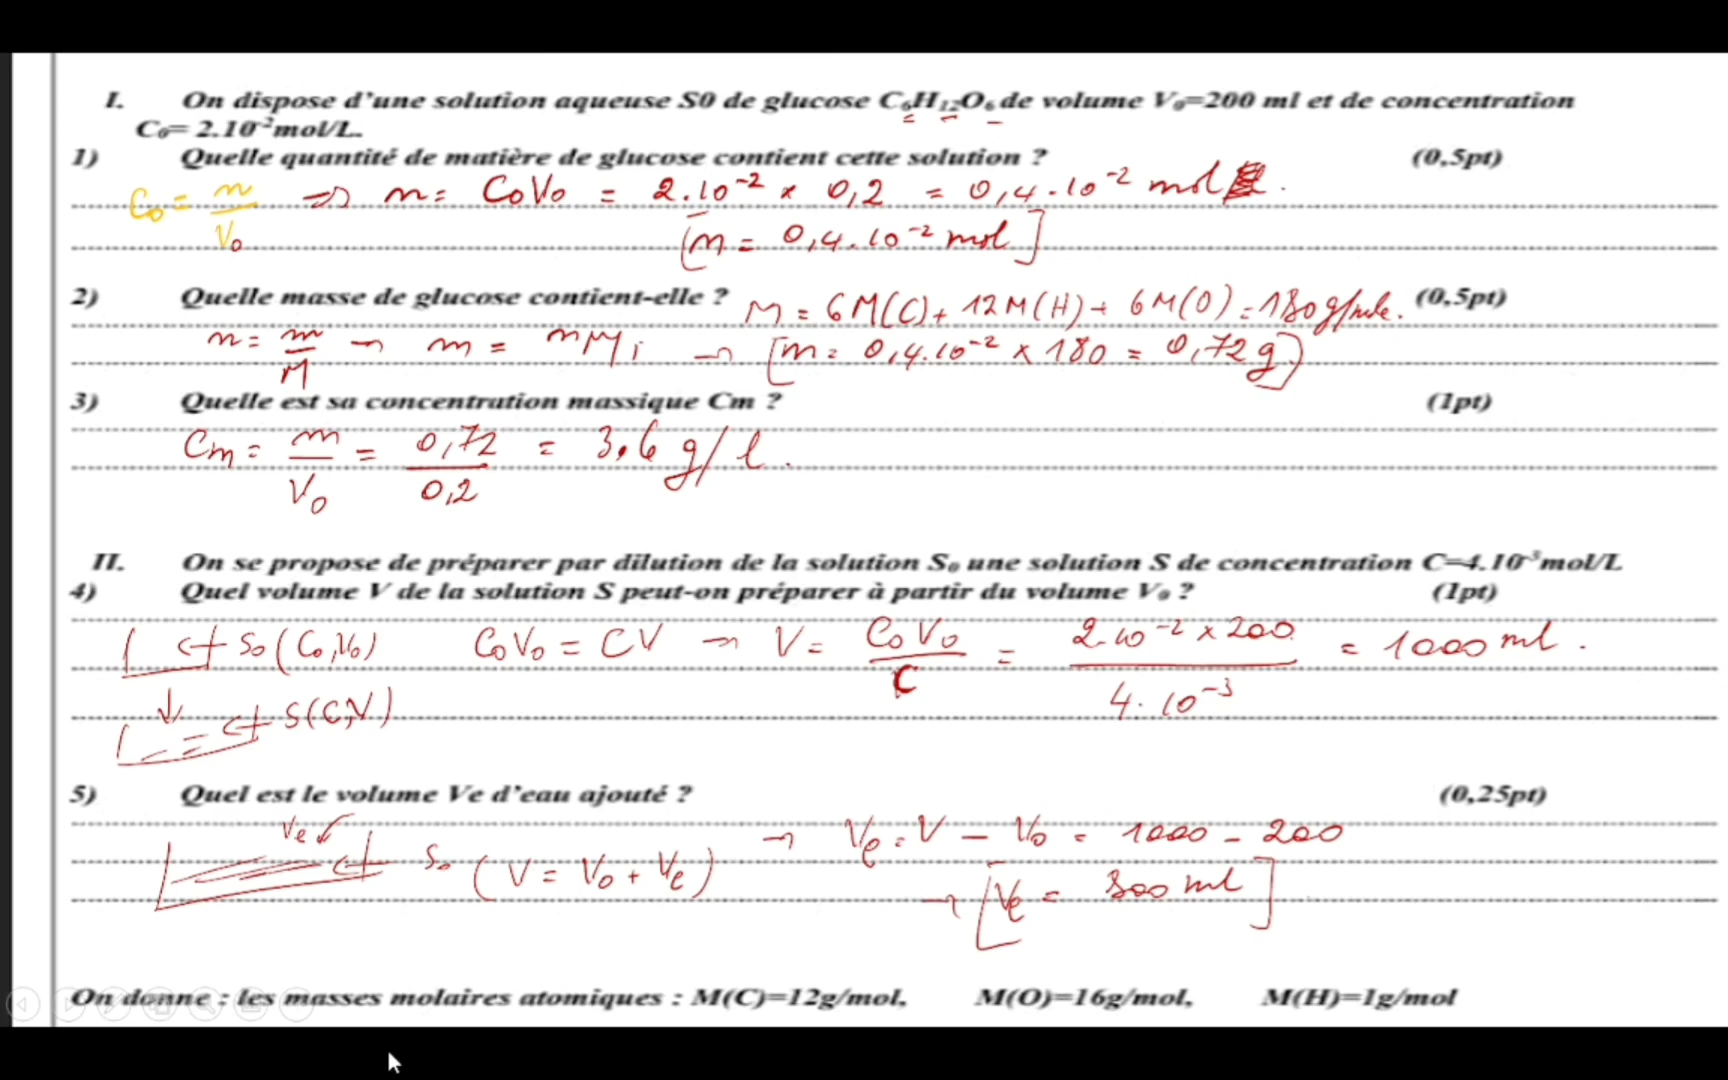 I. On dispose d'une solution aqueuse S0 de glucose C₆H₁₂O₆ de volume V₀=200 ml et de concentration
C₀= 2.10⁻²mol/L.
1) Quelle quantité de matière de glucose contient cette solution ? (0,5pt)
C₀ = n/V₀ ⇒ n = C₀V₀ = 2.10⁻² × 0,2 = 0,4.10⁻² mol.
[n = 0,4.10⁻² mol]
2) Quelle masse de glucose contient-elle ? (0,5pt)
M = 6M(C) + 12M(H) + 6M(O) = 180g/mole.
n = m/M → m = nM ; → [m = 0,4.10⁻² × 180 = 0,72g]
3) Quelle est sa concentration massique Cm ? (1pt)
Cm = m/V₀ = 0,72/0,2 = 3,6 g/l.
II. On se propose de préparer par dilution de la solution S₀ une solution S de concentration C=4.10⁻³mol/L
4) Quel volume V de la solution S peut-on préparer à partir du volume V₀ ? (1pt)
S₀(C₀,V₀) C₀V₀ = CV → V = C₀V₀/C = 2.10⁻² × 200/4.10⁻³ = 1000 ml.
S(C,V)
5) Quel est le volume Ve d'eau ajouté ? (0,25pt)
Ve
S₀ (V = V₀ + Ve) → Ve = V − V₀ = 1000 − 200
→ [Ve = 800 ml]
On donne : les masses molaires atomiques : M(C)=12g/mol, M(O)=16g/mol, M(H)=1g/mol